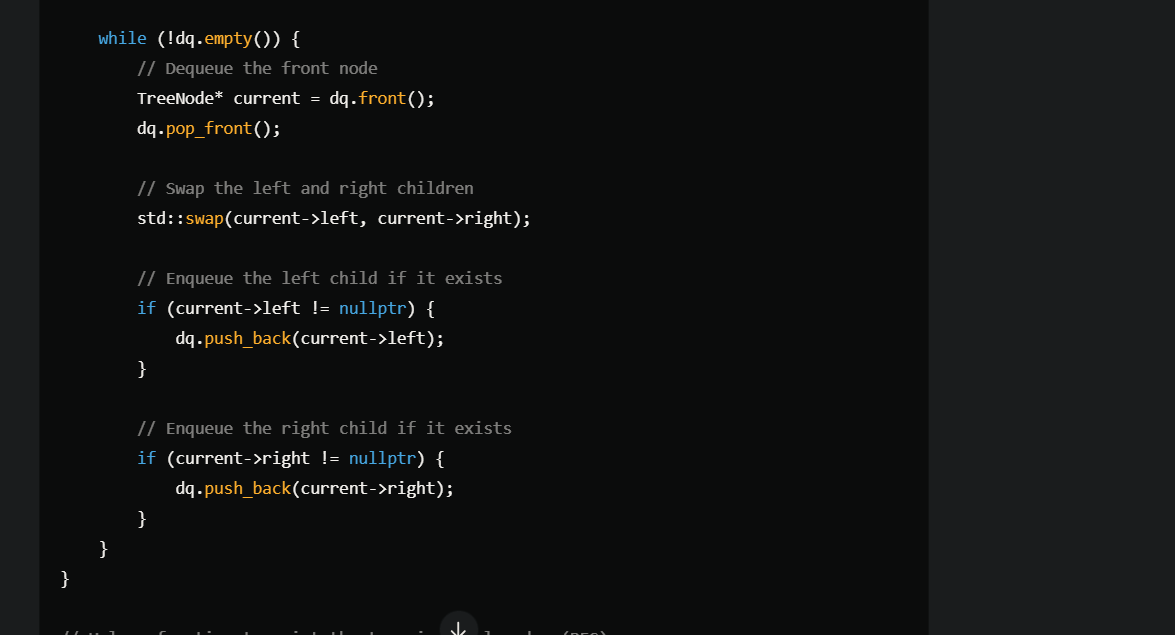 while (!dq.empty()) {
// Dequeue the front node
TreeNode* current = dq.front();
dq.pop_front();
// Swap the left and right children
std::swap(current->left, current->right);
// Enqueue the left child if it exists
if (current->left != nullptr) {
dq.push_back(current->left);
}
// Enqueue the right child if it exists
if (current->right != nullptr) {
dq.push_back(current->right);
}
}
}